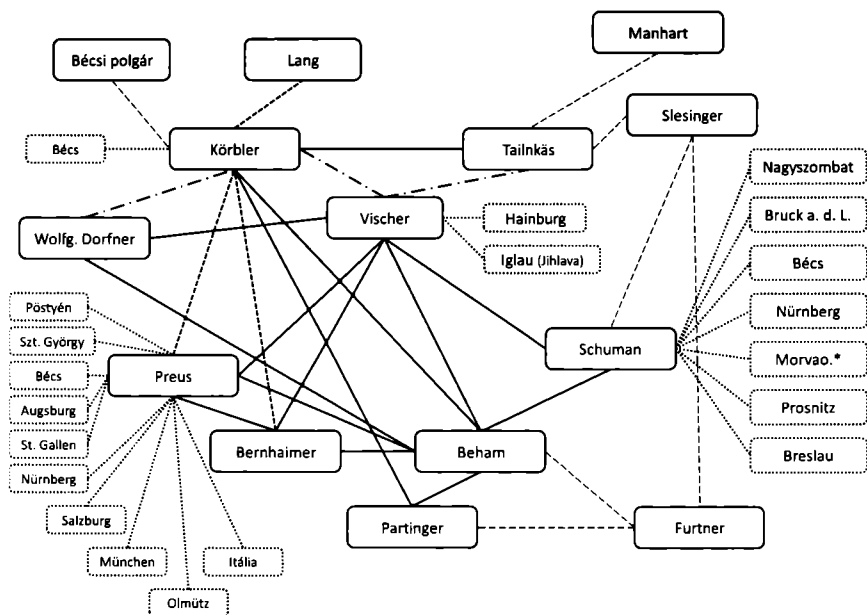 Manhart
Bécsi polgár
Lang
Slesinger
Bécs
Körbler
Tailnkäs
Nagyszombat
Vischer
Hainburg
Bruck a. d. L.
Wolfg. Dorfner
Iglau (Jihlava)
Bécs
Pöstyén
Nürnberg
Szt. György
Schuman
Morvao.*
Bécs
Preus
Augsburg
Prosnitz
St. Gallen
Bernhaimer
Beham
Breslau
Nürnberg
Salzburg
Partinger
Furtner
München
Itália
Olmütz